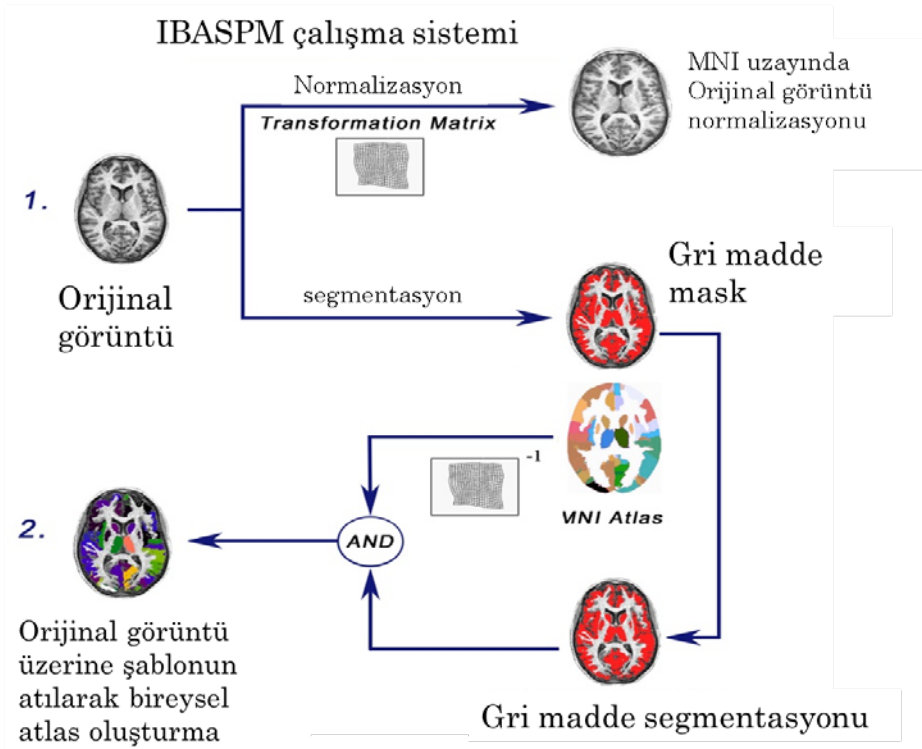 IBASPM çalışma sistemi
Normalizasyon
Transformation Matrix
MNI uzayında
Orijinal görüntü
normalizasyonu
1.
Orijinal
görüntü
segmentasyon
Gri madde
mask
-1
MNI Atlas
AND
2.
Orijinal görüntü
üzerine şablonun
atılarak bireysel
atlas oluşturma
Gri madde segmentasyonu